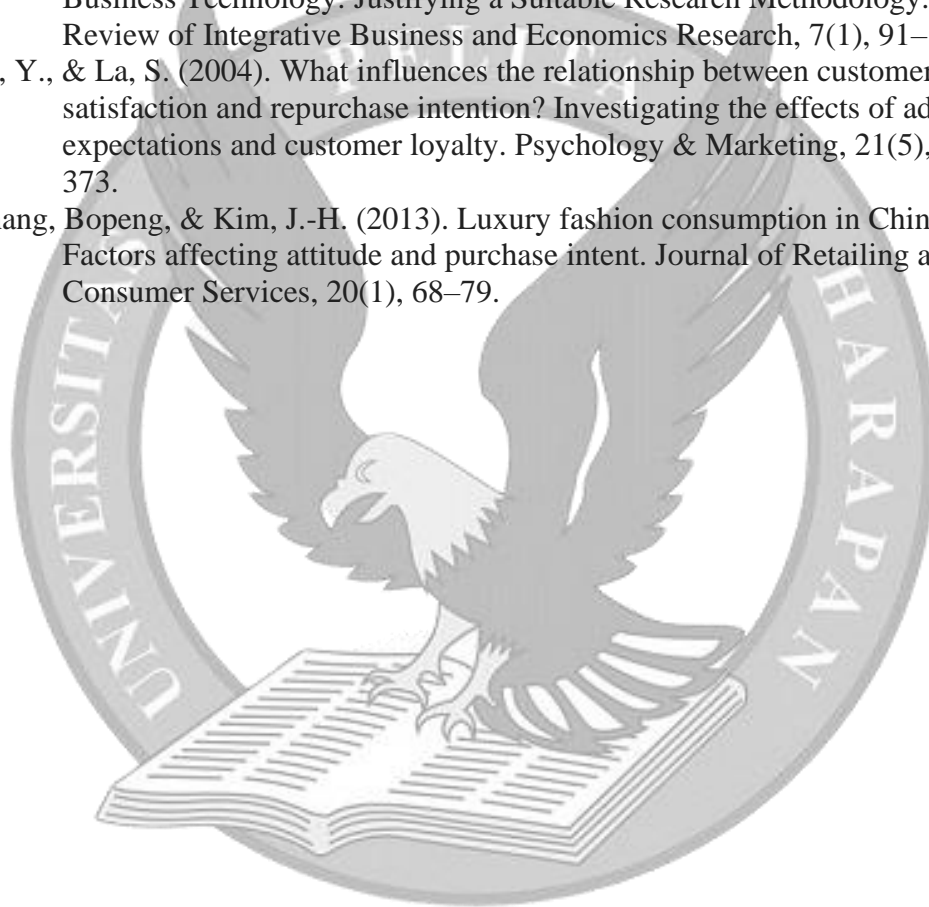 Business Technology: Justifying a Suitable Research Methodology.
Review of Integrative Business and Economics Research, 7(1), 91–
, Y., & La, S. (2004). What influences the relationship between customer
satisfaction and repurchase intention? Investigating the effects of ad
expectations and customer loyalty. Psychology & Marketing, 21(5),
373.
ang, Bopeng, & Kim, J.-H. (2013). Luxury fashion consumption in Chin
Factors affecting attitude and purchase intent. Journal of Retailing a
Consumer Services, 20(1), 68–79.
UNIVERSITAS
PELITA
HARAPAN